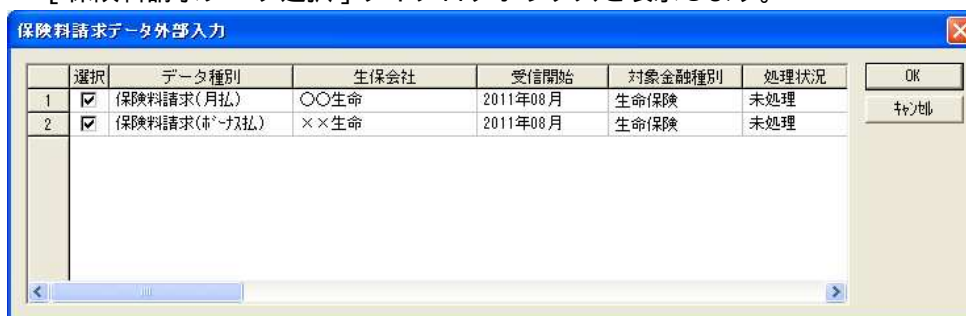 保険料請求データ外部入力
選択 データ種別 生保会社 受信開始 対象金融種別 処理状況
1 保険料請求(月払) 〇〇生命 2011年08月 生命保険 未処理
2 保険料請求(ﾎﾞｰﾅｽ払) ××生命 2011年08月 生命保険 未処理
OK
ｷｬﾝｾﾙ